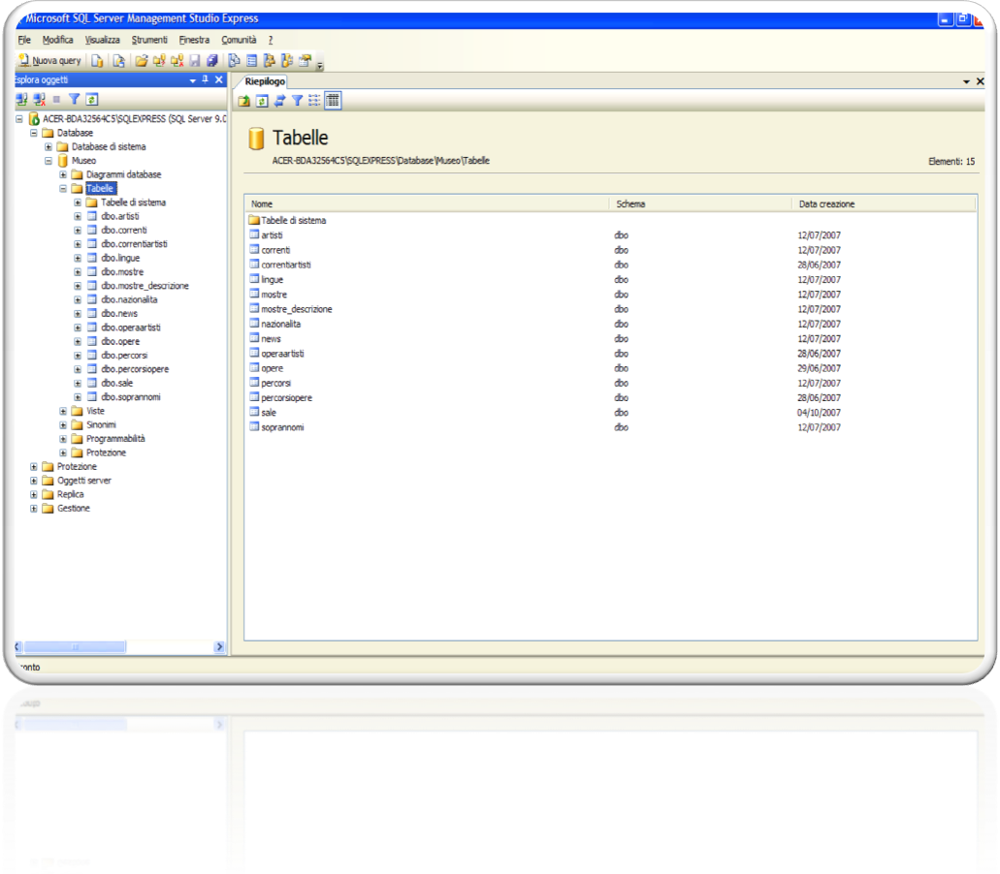 Microsoft SQL Server Management Studio Express
File Modifica Visualizza Strumenti Finestra Comunità ?
Nuova query
Esplora oggetti
ACER-BDA32564C5\SQLEXPRESS (SQL Server 9.0
Database
Database di sistema
Museo
Diagrammi database
Tabelle
Tabelle di sistema
dbo.artisti
dbo.correnti
dbo.correntiartisti
dbo.lingue
dbo.mostre
dbo.mostre_descrizione
dbo.nazionalita
dbo.news
dbo.operaartisti
dbo.opere
dbo.percorsi
dbo.percorsiopere
dbo.sale
dbo.soprannomi
Viste
Sinonimi
Programmabilità
Protezione
Protezione
Oggetti server
Replica
Gestione
Riepilogo
Tabelle
ACER-BDA32564C5\SQLEXPRESS\Database\Museo\Tabelle
Elementi: 15
Nome Schema Data creazione
Tabelle di sistema
artisti dbo 12/07/2007
correnti dbo 12/07/2007
correntiartisti dbo 28/06/2007
lingue dbo 12/07/2007
mostre dbo 12/07/2007
mostre_descrizione dbo 12/07/2007
nazionalita dbo 12/07/2007
news dbo 12/07/2007
operaartisti dbo 28/06/2007
opere dbo 29/06/2007
percorsi dbo 12/07/2007
percorsiopere dbo 28/06/2007
sale dbo 04/10/2007
soprannomi dbo 12/07/2007
ronto